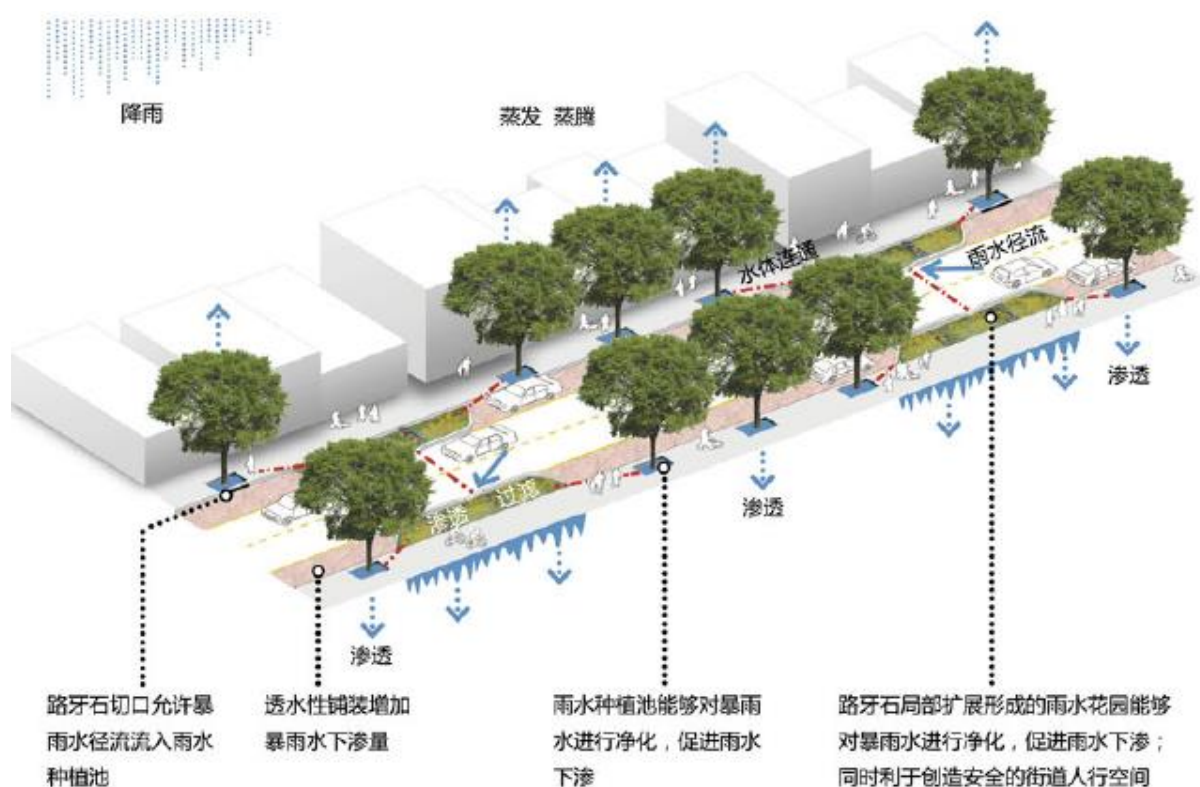 降雨
蒸发 蒸腾
水体连通
雨水径流
渗透
渗透
过滤
渗透
渗透
路牙石切口允许暴
雨水径流流入雨水
种植池
透水性铺装增加
暴雨水下渗量
雨水种植池能够对暴雨
水进行净化，促进雨水
下渗
路牙石局部扩展形成的雨水花园能够
对暴雨水进行净化，促进雨水下渗；
同时利于创造安全的街道人行空间